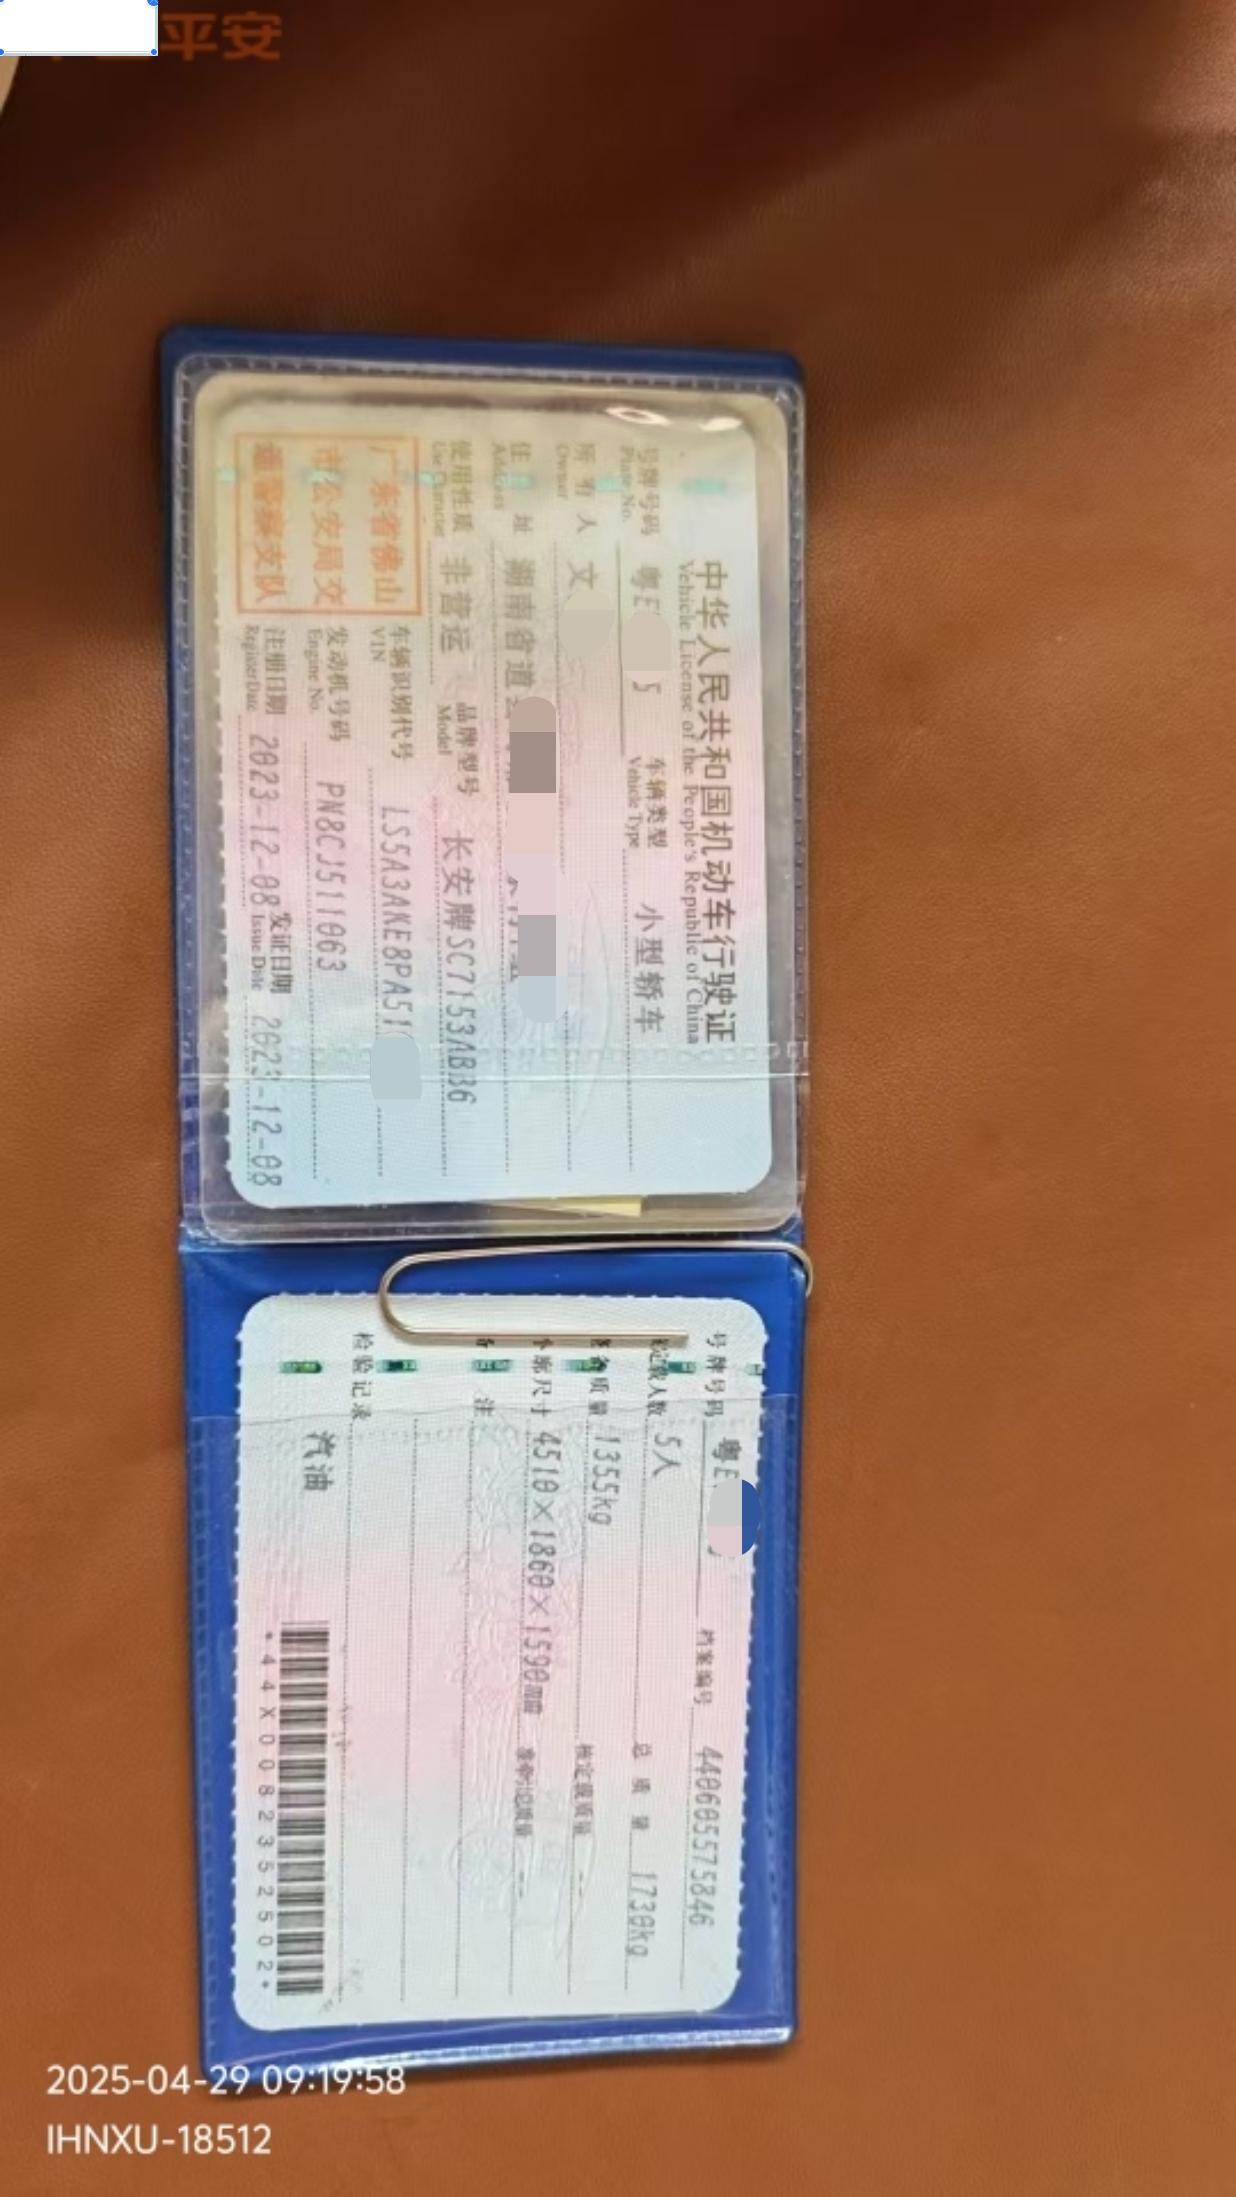 平安
中华人民共和国机动车行驶证
Vehicle License of the People's Republic of China
号牌号码 粤E 5 车辆类型 小型轿车
Plate No. Vehicle Type
所有人 文
Owner
住址 湖南省道
Address
使用性质 非营运 品牌型号 长安牌SC7153ABB6
Use Character Model
广东省佛山
市公安局交
通警察支队
车辆识别代号 LS5A3AKE8PA51
VIN
发动机号码 PN8CJ511063
Engine No.
注册日期 2023-12-08 发证日期 2023-12-08
Register Date Issue Date
号牌号码 粤E 档案编号 440605575846
定载人数 5人 总质量 1730kg
备质量 1355kg 核定载质量 --
廓尺寸 4510×1860×1590mm 准牵引总质量 --
注
检验记录
汽油
*44X0082352502*
2025-04-29 09:19:58
IHNXU-18512